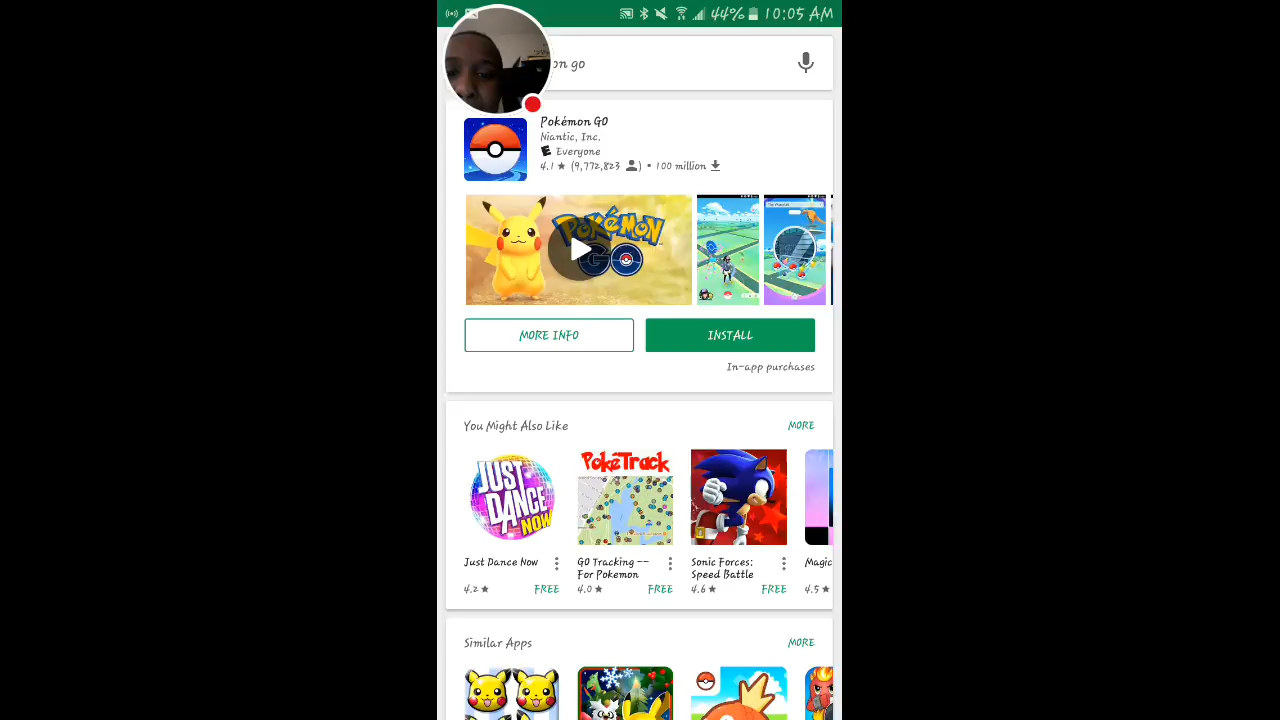 44% 10:05 AM
on go
Pokémon GO
Niantic, Inc.
E Everyone
4.1 ★ (9,772,823) • 100 million
POKÉMON
GO
MORE INFO
INSTALL
In-app purchases
You Might Also Like
MORE
JUST
DANCE
NOW
PokéTrack
Just Dance Now
4.2 ★ FREE
GO Tracking --
For Pokemon
4.0 ★ FREE
Sonic Forces:
Speed Battle
4.6 ★ FREE
Magic
4.5 ★
Similar Apps
MORE